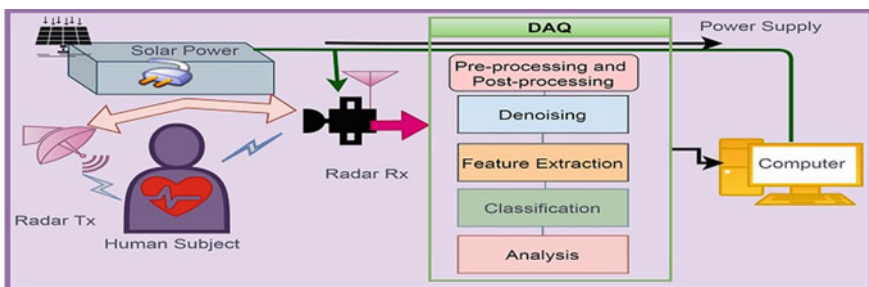 DAQ
Power Supply
Solar Power
Pre-processing and
Post-processing
Denoising
Feature Extraction
Classification
Analysis
Radar Rx
Computer
Radar Tx
Human Subject